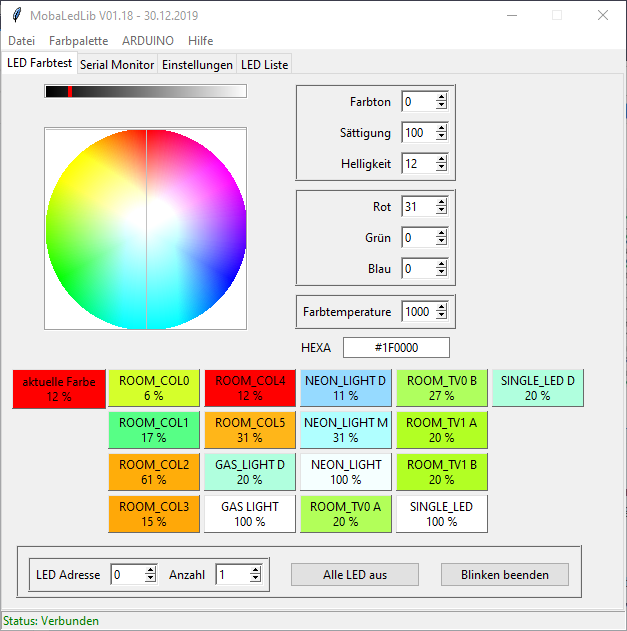 MobaLedLib V01.18 - 30.12.2019
Datei Farbpalette ARDUINO Hilfe
LED Farbtest Serial Monitor Einstellungen LED Liste
Farbton 0
Sättigung 100
Helligkeit 12
Rot 31
Grün 0
Blau 0
Farbtemperature 1000
HEXA #1F0000
aktuelle Farbe
12 %
ROOM_COL0
6 %
ROOM_COL4
12 %
NEON_LIGHT D
11 %
ROOM_TV0 B
27 %
SINGLE_LED D
20 %
ROOM_COL1
17 %
ROOM_COL5
31 %
NEON_LIGHT M
31 %
ROOM_TV1 A
20 %
ROOM_COL2
61 %
GAS_LIGHT D
20 %
NEON_LIGHT
100 %
ROOM_TV1 B
20 %
ROOM_COL3
15 %
GAS LIGHT
100 %
ROOM_TV0 A
20 %
SINGLE_LED
100 %
LED Adresse 0 Anzahl 1 Alle LED aus Blinken beenden
Status: Verbunden